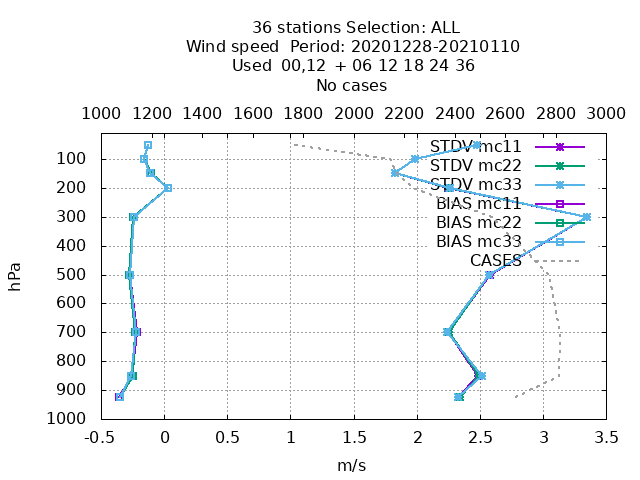 36 stations Selection: ALL
Wind speed  Period: 20201228-20210110
Used  00,12  + 06 12 18 24 36
No cases
1000 1200 1400 1600 1800 2000 2200 2400 2600 2800 3000
STDV mc11
STDV mc22
STDV mc33
BIAS mc11
BIAS mc22
BIAS mc33
CASES
hPa
100
200
300
400
500
600
700
800
900
1000
-0.5 0 0.5 1 1.5 2 2.5 3 3.5
m/s